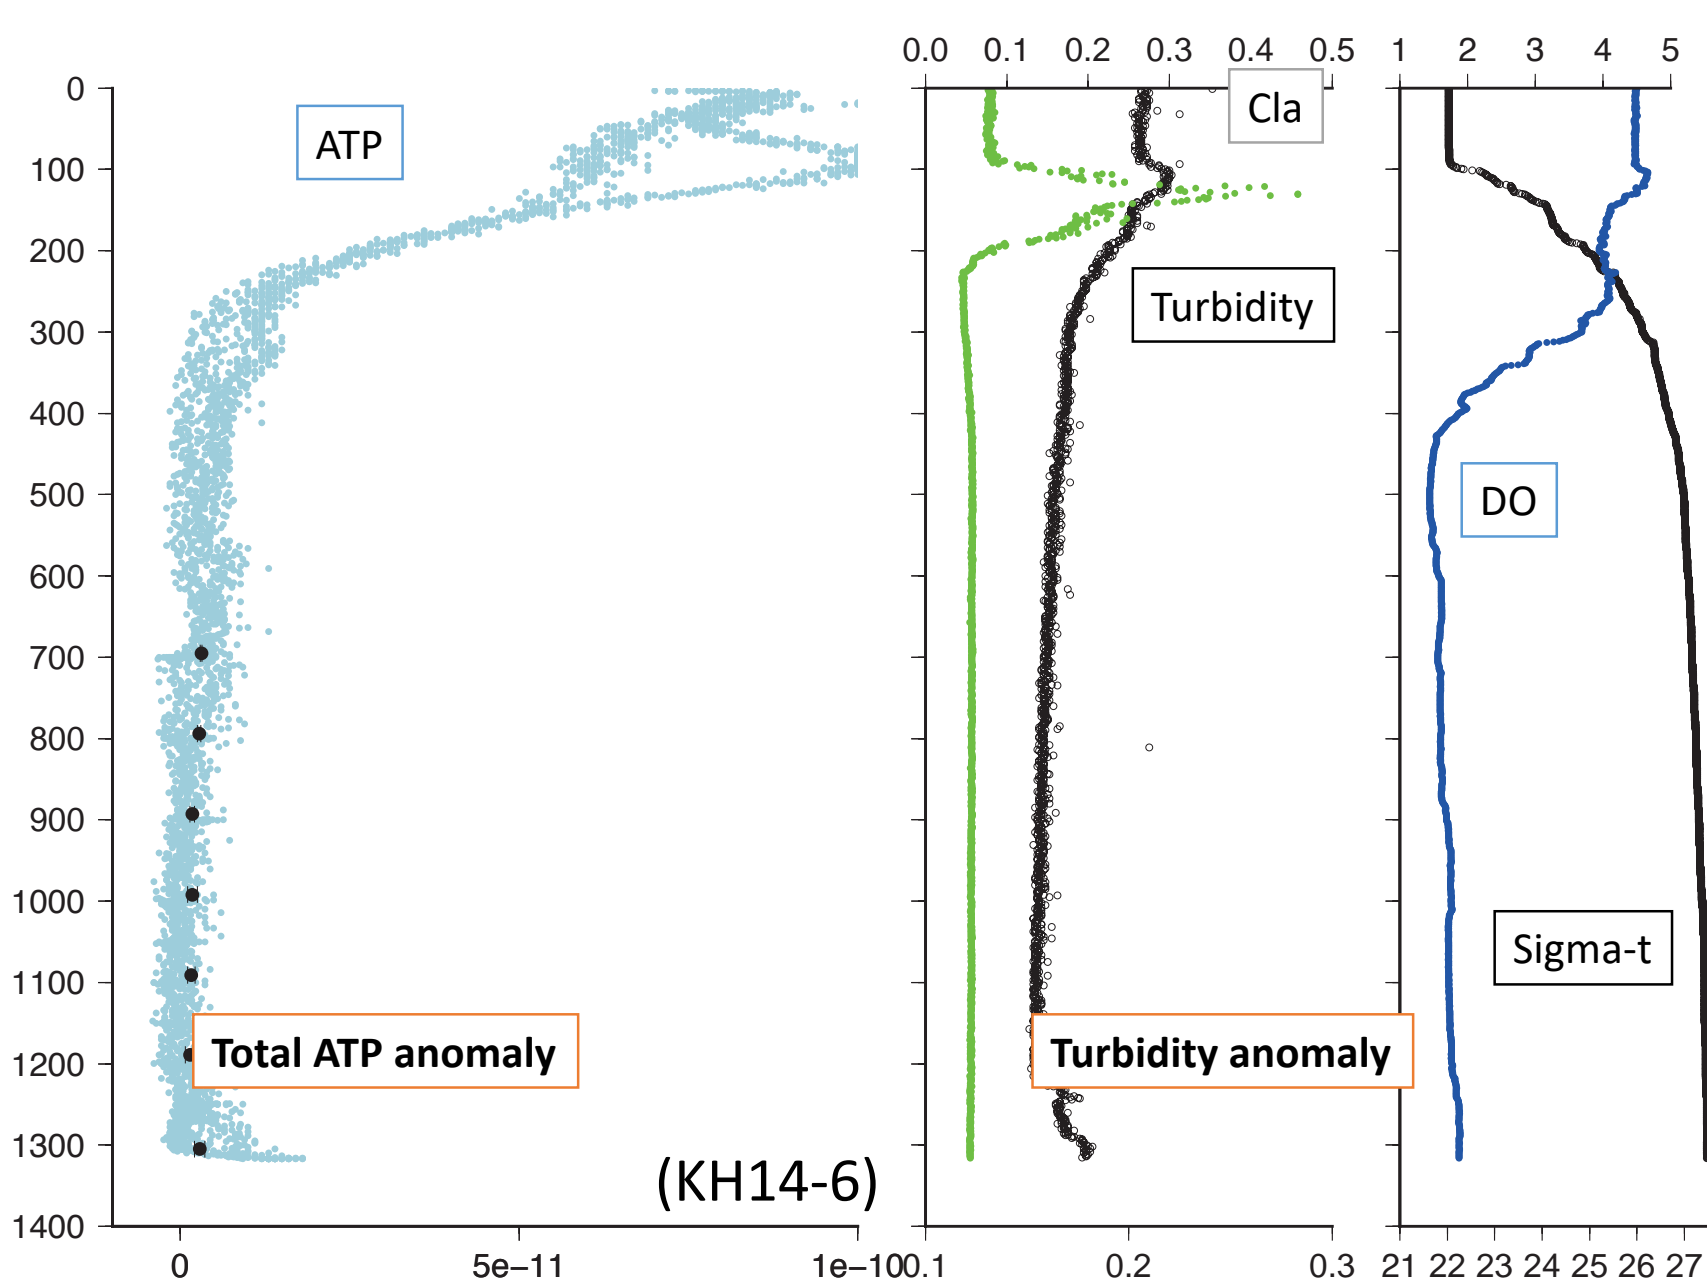 0.0 0.1 0.2 0.3 0.4 0.5
1 2 3 4 5
0
100
200
300
400
500
600
700
800
900
1000
1100
1200
1300
1400
ATP
Cla
Turbidity
DO
Sigma-t
Total ATP anomaly
Turbidity anomaly
(KH14-6)
0 5e-11 1e-10
0.1 0.2 0.3
21 22 23 24 25 26 27